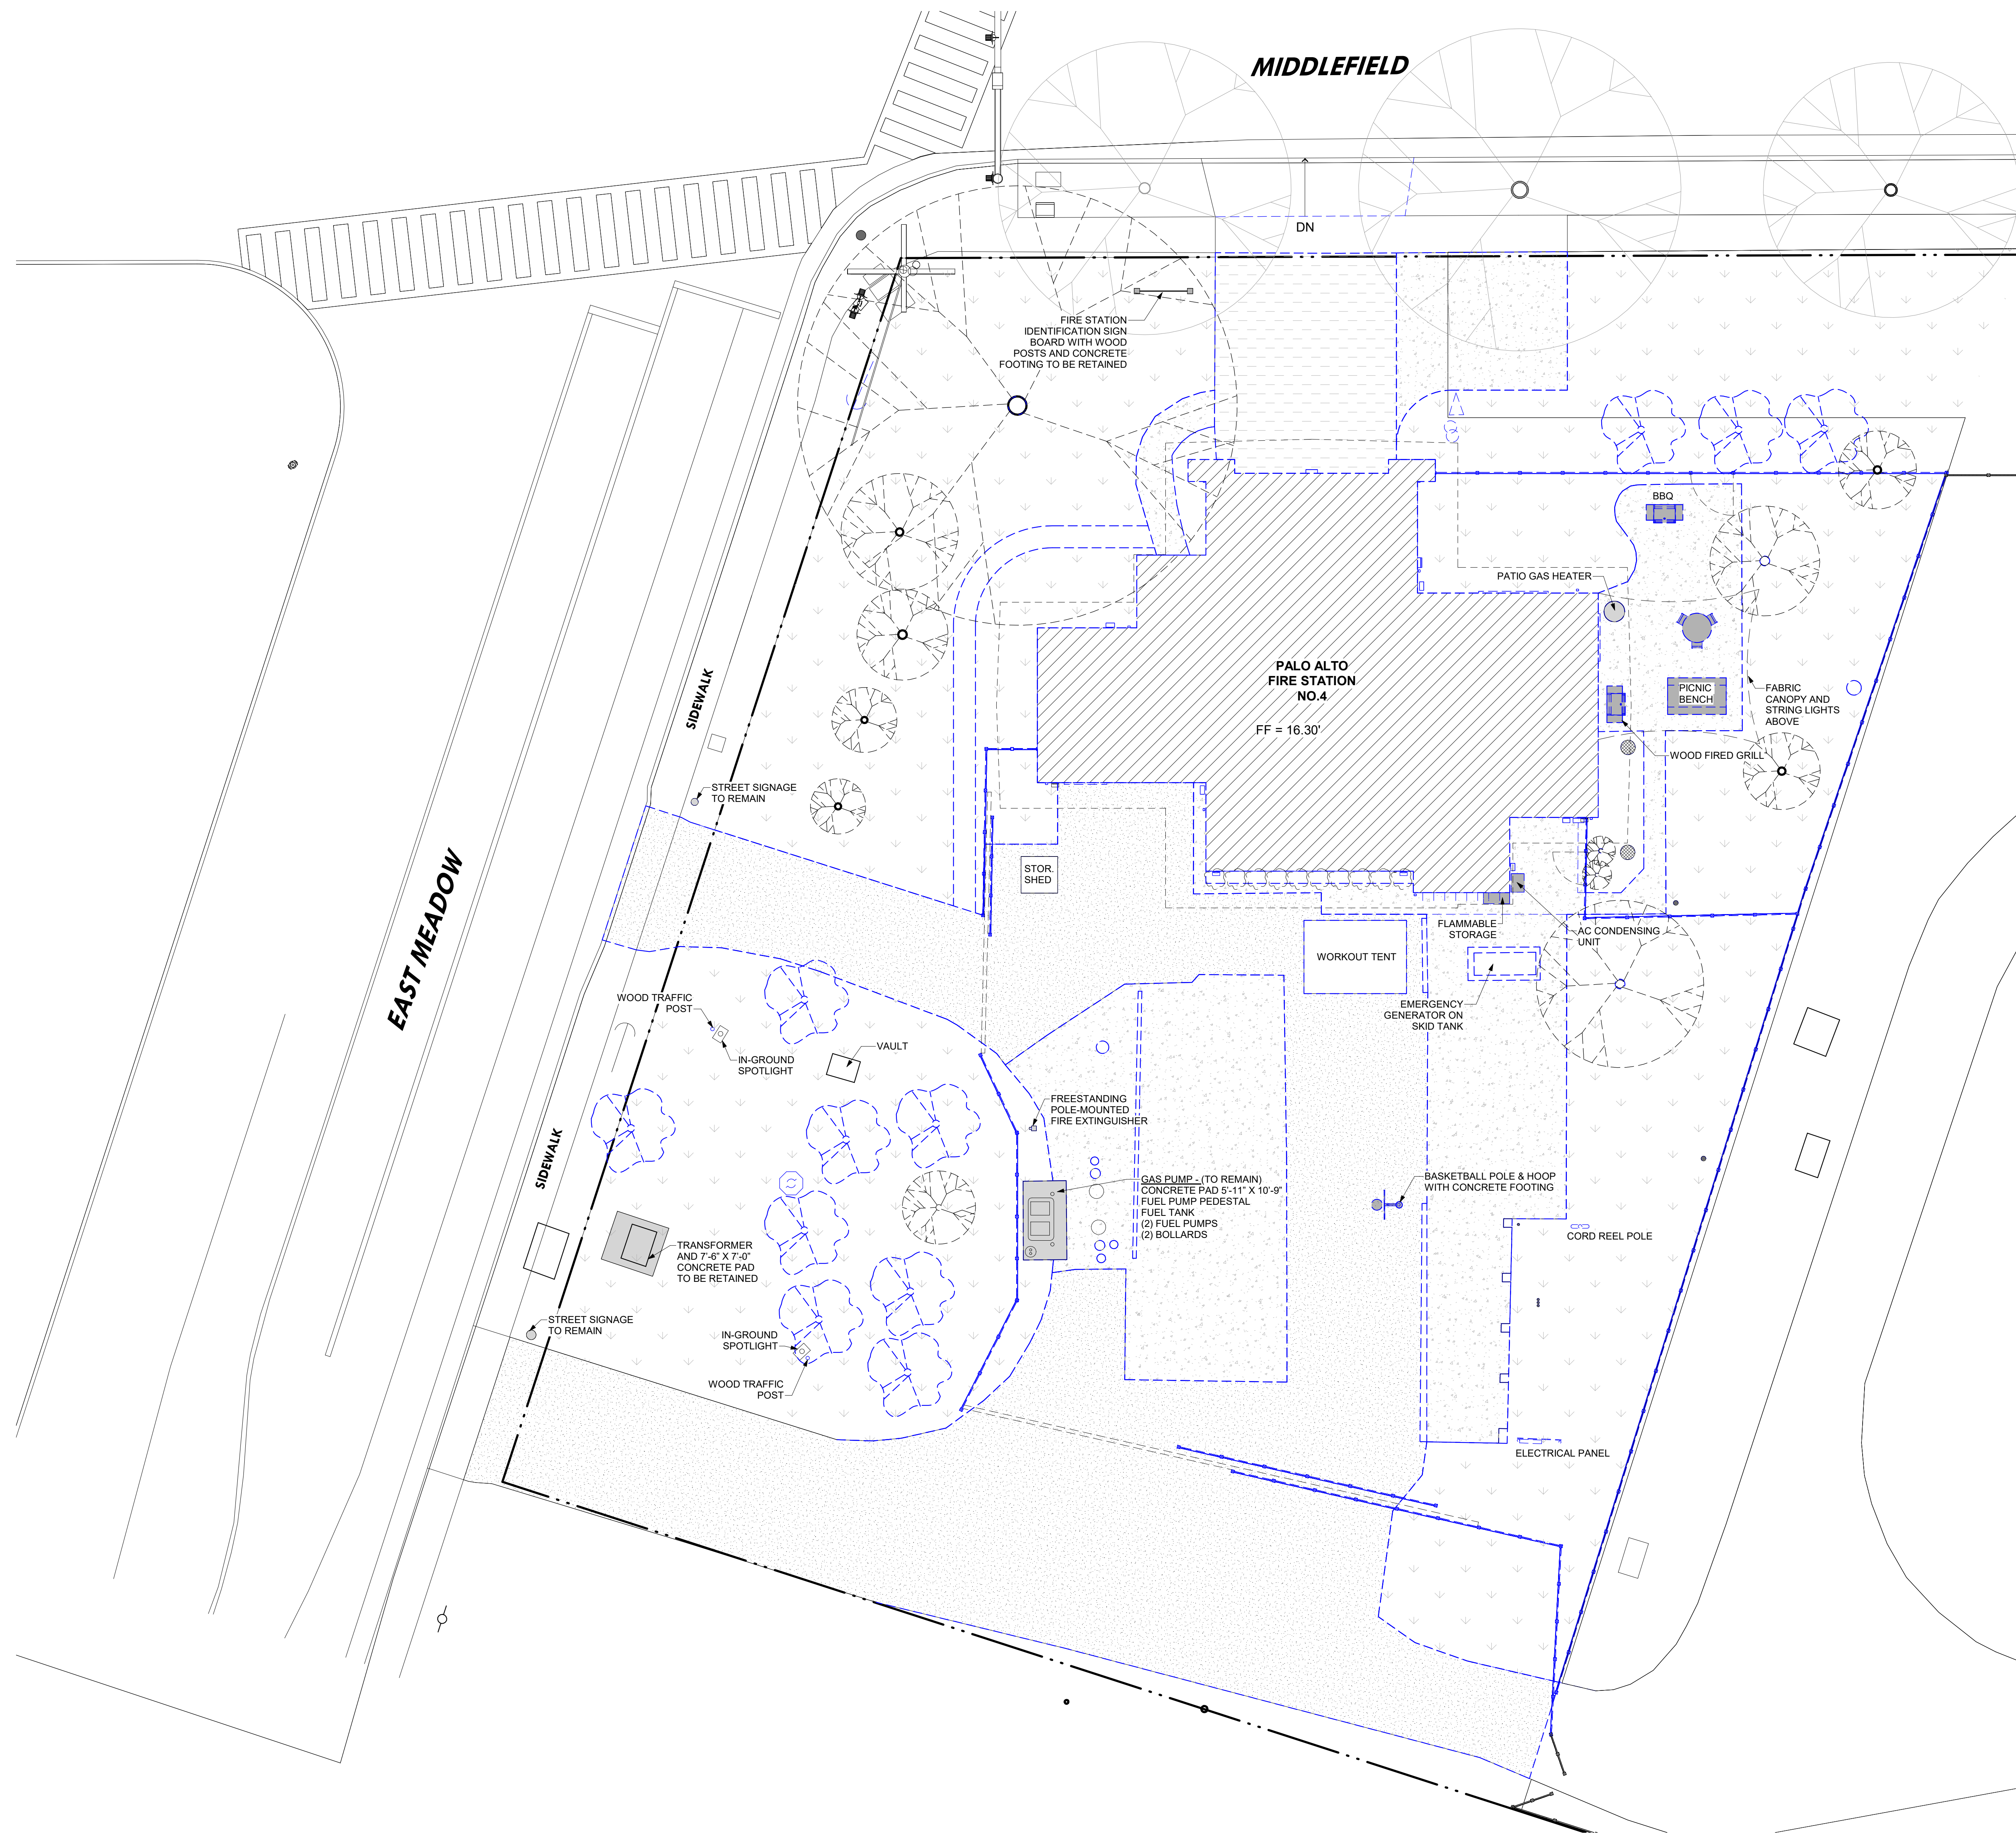 MIDDLEFIELD
DN
FIRE STATION
IDENTIFICATION SIGN
BOARD WITH WOOD
POSTS AND CONCRETE
FOOTING TO BE RETAINED
BBQ
PATIO GAS HEATER
PALO ALTO
FIRE STATION
NO.4
FF = 16.30'
PICNIC
BENCH
FABRIC
CANOPY AND
STRING LIGHTS
ABOVE
WOOD FIRED GRILL
SIDEWALK
STREET SIGNAGE
TO REMAIN
STOR.
SHED
EAST MEADOW
FLAMMABLE
STORAGE
AC CONDENSING
UNIT
WORKOUT TENT
EMERGENCY
GENERATOR ON
SKID TANK
WOOD TRAFFIC
POST
IN-GROUND
SPOTLIGHT
VAULT
FREESTANDING
POLE-MOUNTED
FIRE EXTINGUISHER
SIDEWALK
GAS PUMP - (TO REMAIN)
CONCRETE PAD 5'-11" X 10'-9"
FUEL PUMP PEDESTAL
FUEL TANK
(2) FUEL PUMPS
(2) BOLLARDS
BASKETBALL POLE & HOOP
WITH CONCRETE FOOTING
CORD REEL POLE
TRANSFORMER
AND 7'-6" X 7'-0"
CONCRETE PAD
TO BE RETAINED
STREET SIGNAGE
TO REMAIN
IN-GROUND
SPOTLIGHT
WOOD TRAFFIC
POST
ELECTRICAL PANEL